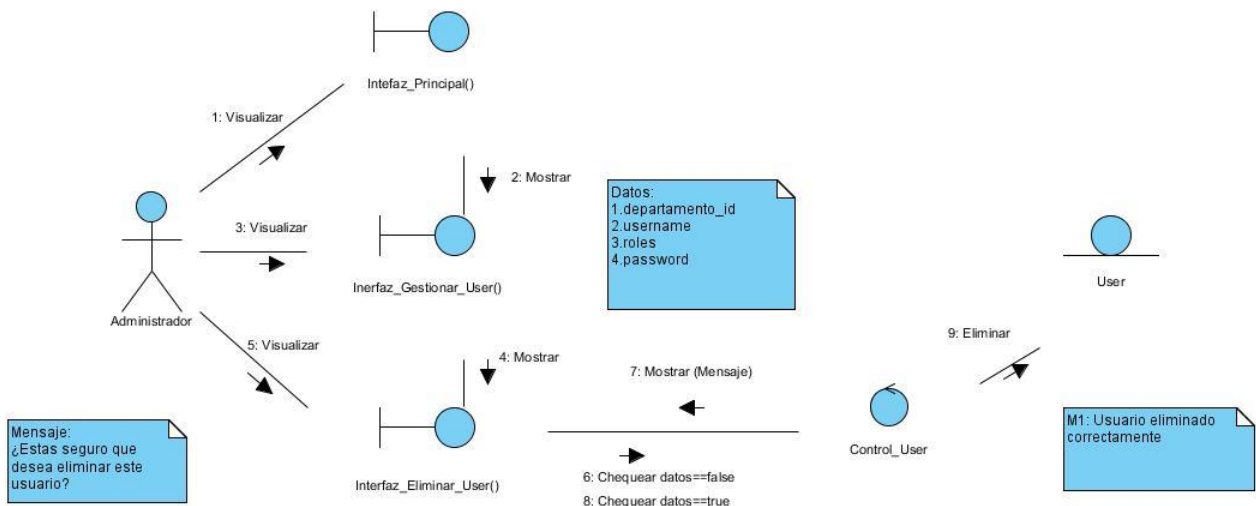 Intefaz_Principal()
1: Visualizar
2: Mostrar
Datos:
1.departamento_id
2.username
3.roles
4.password
3: Visualizar
Inerfaz_Gestionar_User()
User
Administrador
5: Visualizar
4: Mostrar
7: Mostrar (Mensaje)
9: Eliminar
Mensaje:
¿Estas seguro que
desea eliminar este
usuario?
Interfaz_Eliminar_User()
6: Chequear datos==false
8: Chequear datos==true
Control_User
M1: Usuario eliminado
correctamente